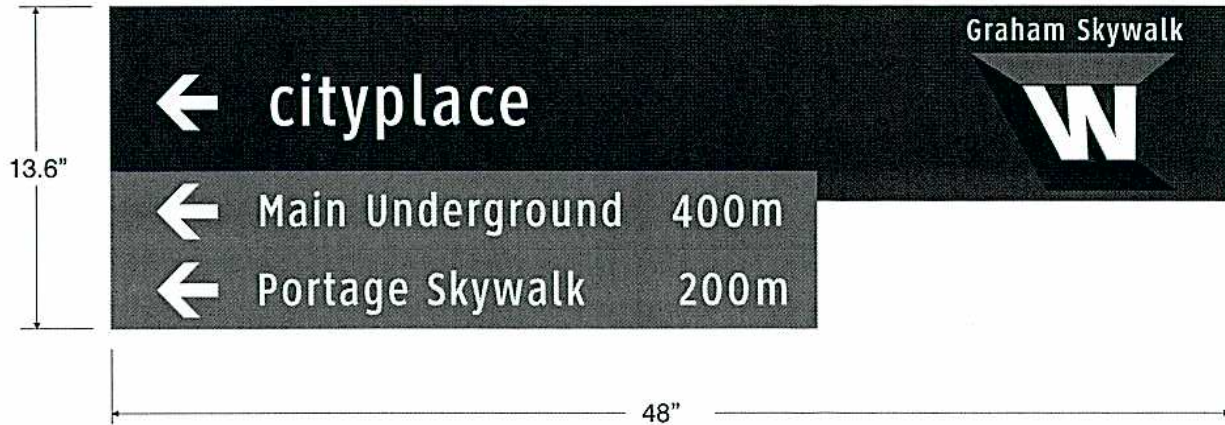 Graham Skywalk
W
← cityplace
13.6”
← Main Underground 400m
← Portage Skywalk 200m
48”